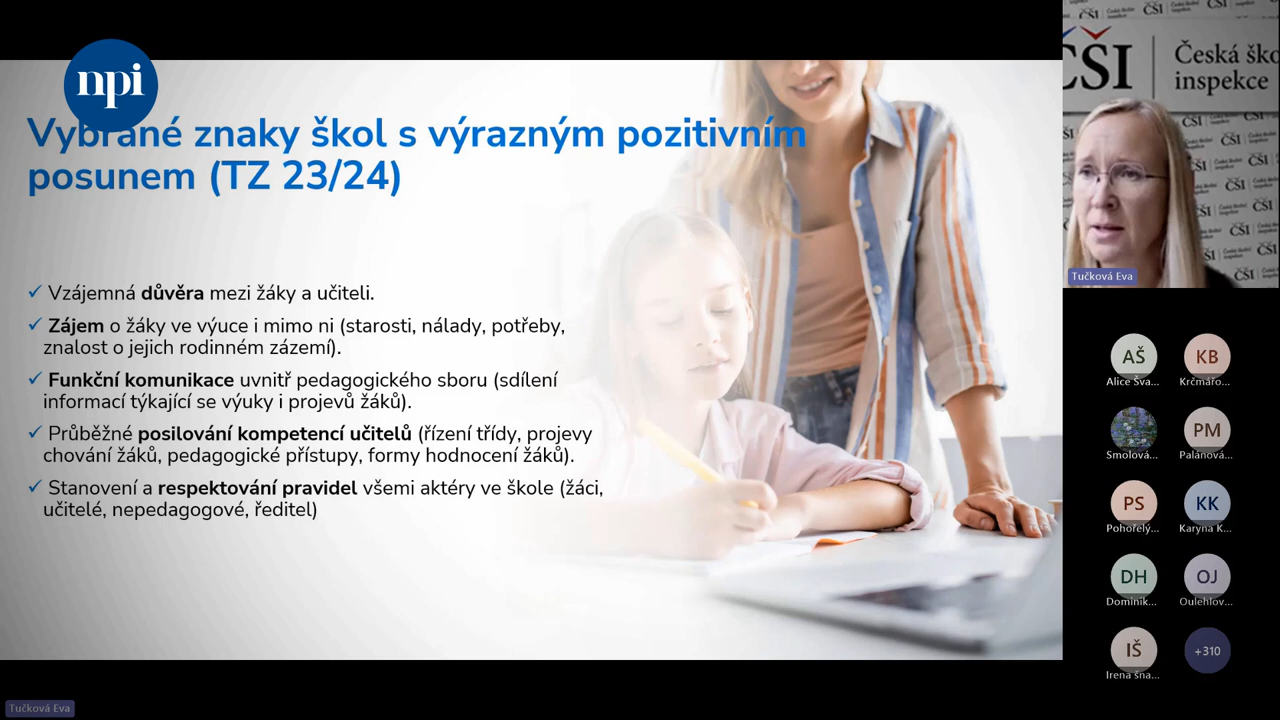 npi
Vybrané znaky škol s výrazným pozitivním
posunem (TZ 23/24)
Vzájemná důvěra mezi žáky a učiteli.
Zájem o žáky ve výuce i mimo ni (starosti, nálady, potřeby,
znalost o jejich rodinném zázemí).
Funkční komunikace uvnitř pedagogického sboru (sdílení
informací týkající se výuky i projevů žáků).
Průběžné posilování kompetencí učitelů (řízení třídy, projevy
chování žáků, pedagogické přístupy, formy hodnocení žáků).
Stanovení a respektování pravidel všemi aktéry ve škole (žáci,
učitelé, nepedagogové, ředitel)
Tučková Eva
ČSI
Česká ško
inspekce
Tučková Eva
AŠ
Alice Šva...
KB
Krčmářo...
Smolová...
PM
Palánová...
PS
Pohořelý...
KK
Karyna K...
DH
Dominik...
OJ
Oulehlov...
IŠ
Irena šna...
+310